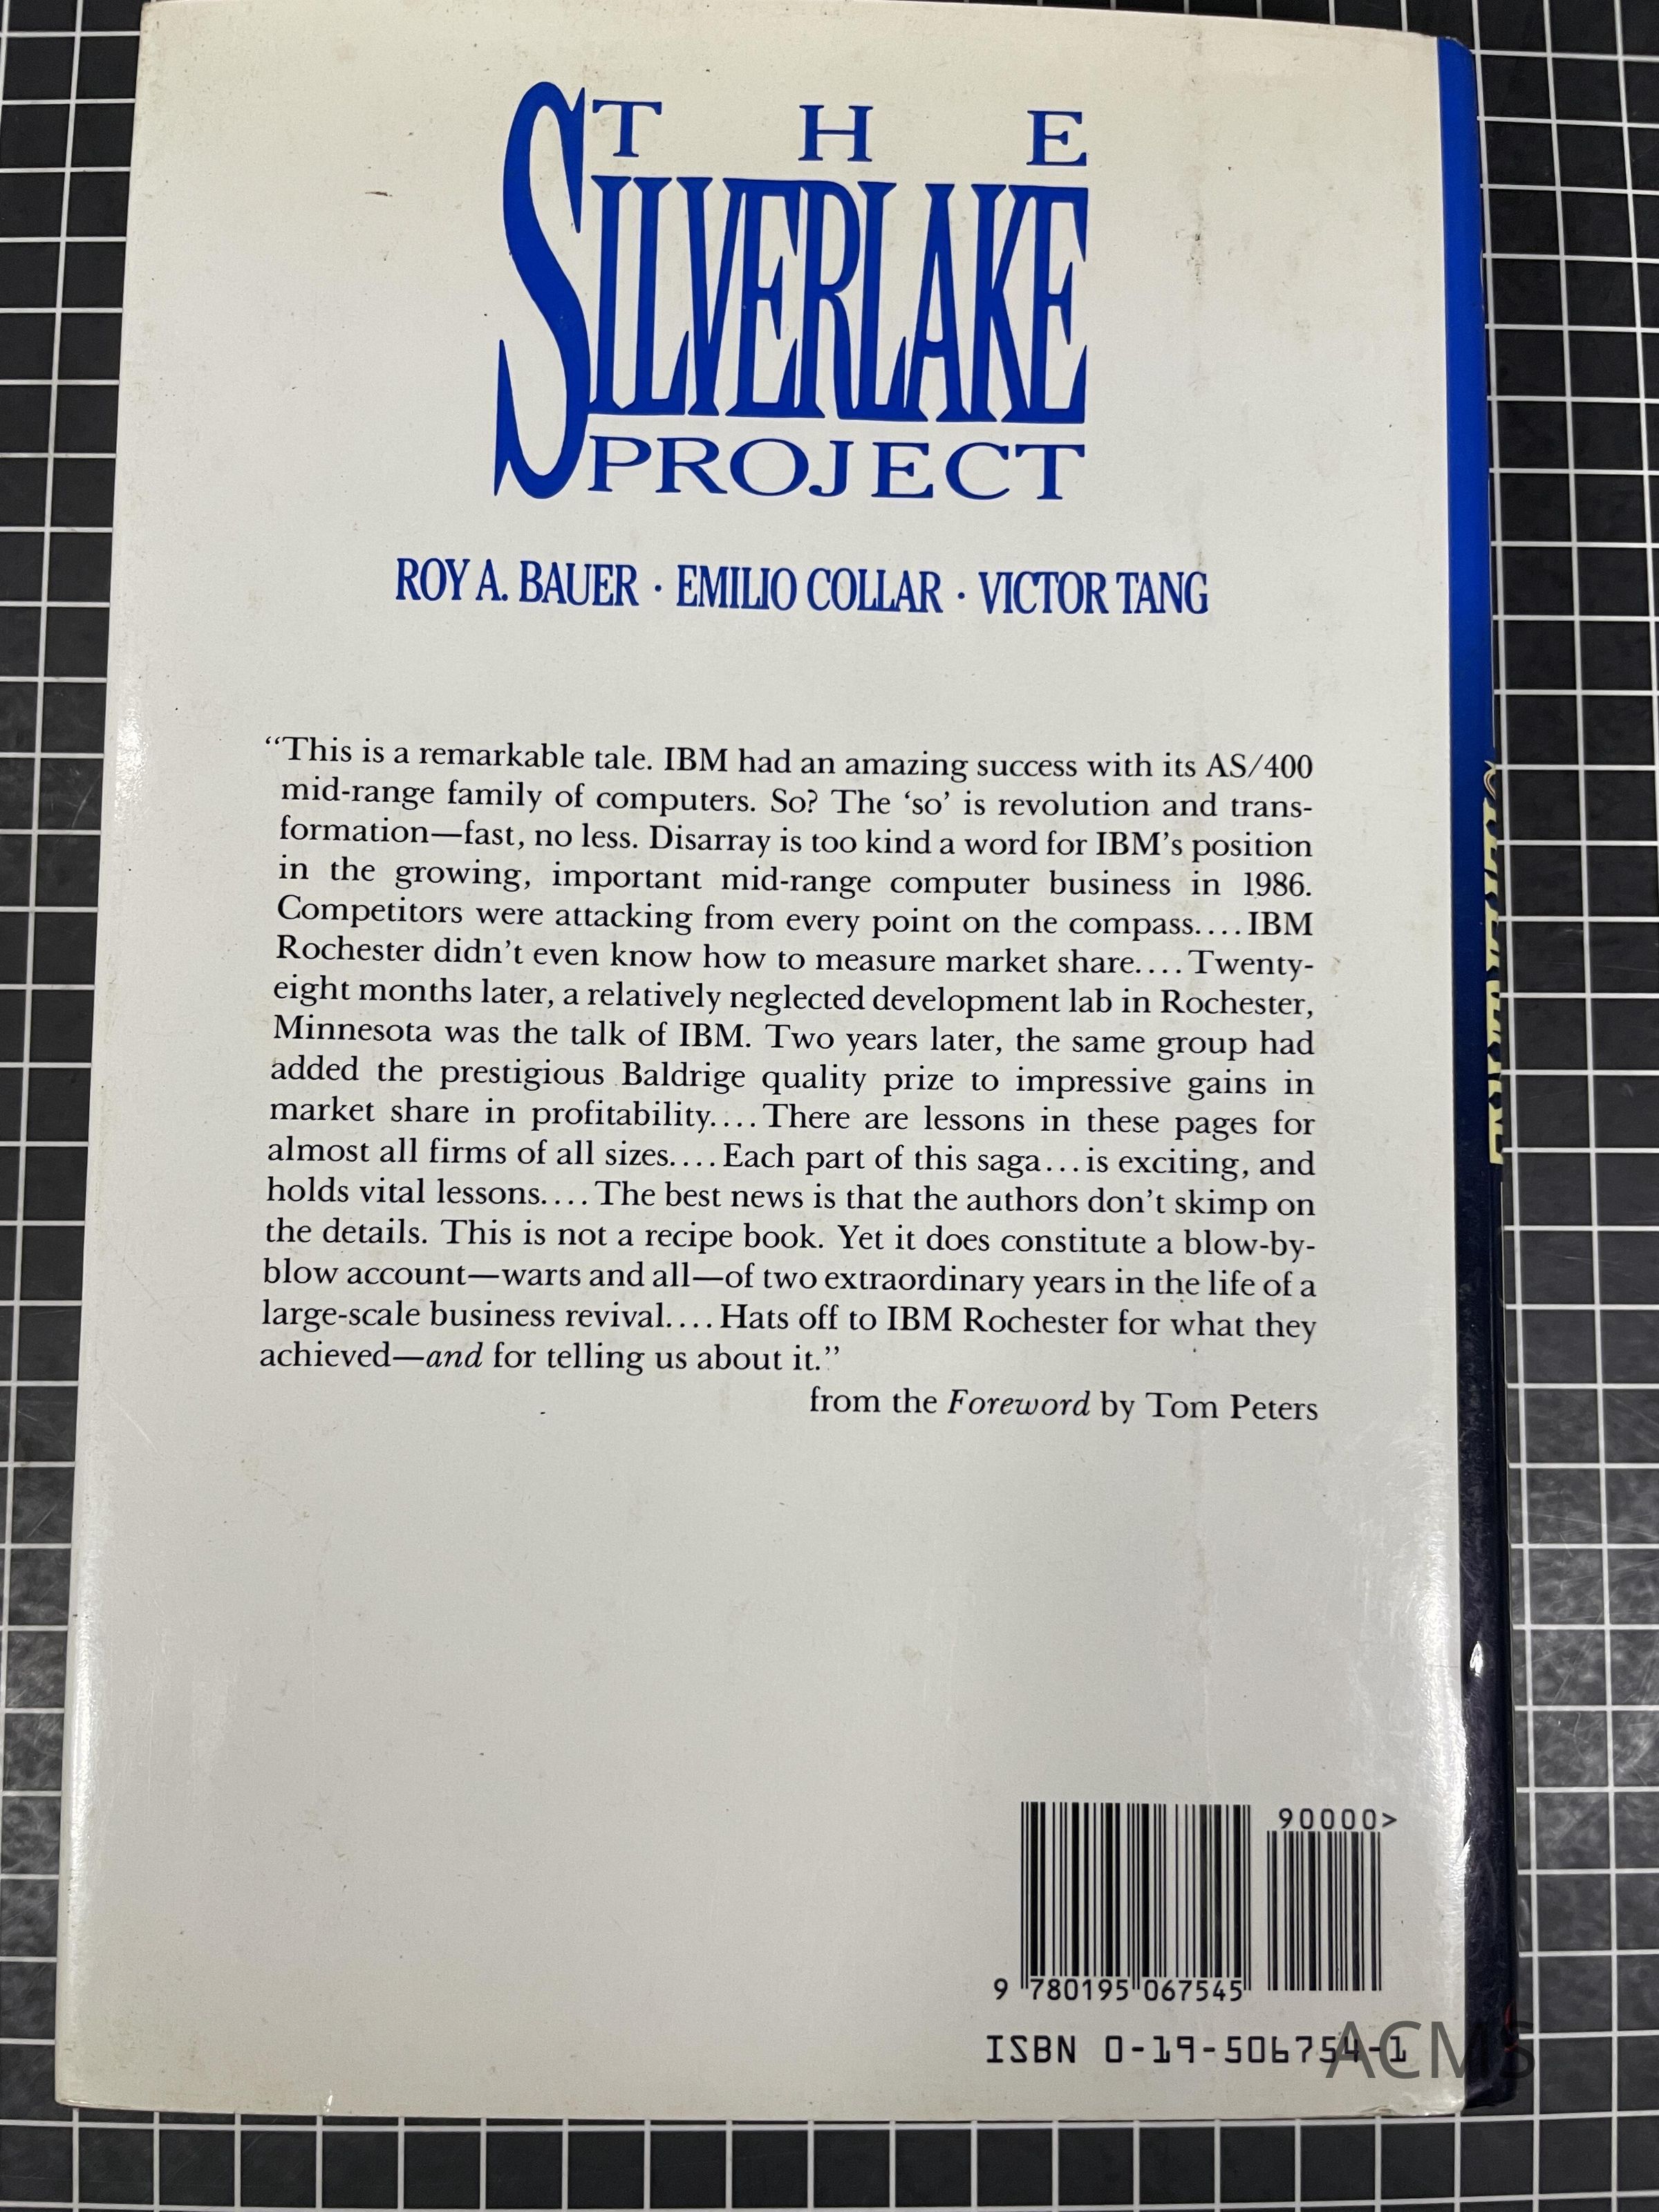 THE
SILVERLAKE
PROJECT
ROY A. BAUER · EMILIO COLLAR · VICTOR TANG
“This is a remarkable tale. IBM had an amazing success with its AS/400
mid-range family of computers. So? The ‘so’ is revolution and trans-
formation—fast, no less. Disarray is too kind a word for IBM’s position
in the growing, important mid-range computer business in 1986.
Competitors were attacking from every point on the compass....IBM
Rochester didn’t even know how to measure market share.... Twenty-
eight months later, a relatively neglected development lab in Rochester,
Minnesota was the talk of IBM. Two years later, the same group had
added the prestigious Baldrige quality prize to impressive gains in
market share in profitability....There are lessons in these pages for
almost all firms of all sizes....Each part of this saga...is exciting, and
holds vital lessons.... The best news is that the authors don’t skimp on
the details. This is not a recipe book. Yet it does constitute a blow-by-
blow account—warts and all—of two extraordinary years in the life of a
large-scale business revival.... Hats off to IBM Rochester for what they
achieved—and for telling us about it.”
from the Foreword by Tom Peters
90000>
9 780195 067545
ISBN 0-19-506754-1
ACMS